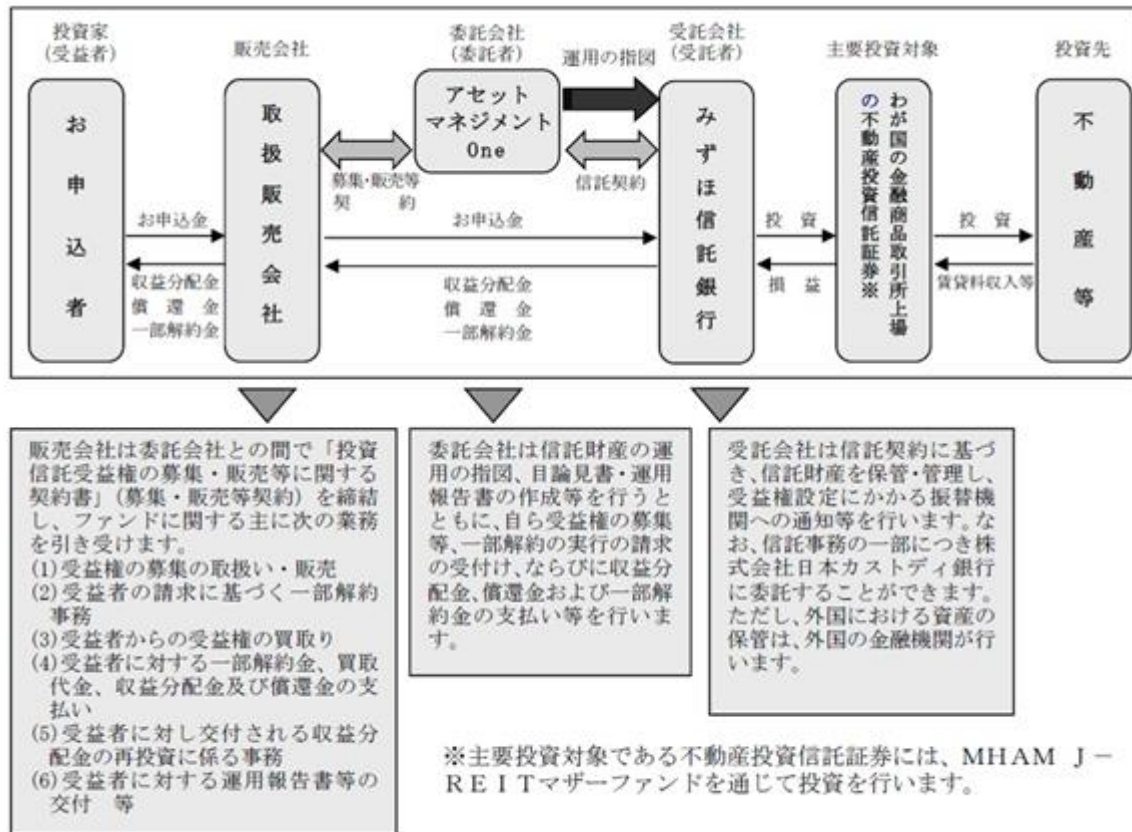 投資家
(受益者)
販売会社
委託会社
(委託者)
受託会社
(受託者)
主要投資対象
投資先
お申込者
取扱販売会社
アセット
マネジメント
One
運用の指図
みずほ信託銀行
わが国の金融商品取引所上場
の不動産投資信託証券※
不動産等
募集・販売等
契約
信託契約
お申込金
収益分配金
償還金
一部解約金
お申込金
収益分配金
償還金
一部解約金
投資
損益
投資
賃貸料収入等
販売会社は委託会社との間で「投資
信託受益権の募集・販売等に関する
契約書」(募集・販売等契約)を締結
し、ファンドに関する主に次の業務
を引き受けます。
(1)受益権の募集の取扱い・販売
(2)受益者の請求に基づく一部解約
事務
(3)受益者からの受益権の買取り
(4)受益者に対する一部解約金、買取
代金、収益分配金及び償還金の支
払い
(5)受益者に対し交付される収益分
配金の再投資に係る事務
(6)受益者に対する運用報告書等の
交付 等
委託会社は信託財産の運
用の指図、目論見書・運用
報告書の作成等を行うと
ともに、自ら受益権の募集
等、一部解約の実行の請求
の受付け、ならびに収益分
配金、償還金および一部解
約金の支払い等を行いま
す。
受託会社は信託契約に基づ
き、信託財産を保管・管理し、
受益権設定にかかる振替機
関への通知等を行います。な
お、信託事務の一部につき株
式会社日本カストディ銀行
に委託することができます。
ただし、外国における資産の
保管は、外国の金融機関が行
います。
※主要投資対象である不動産投資信託証券には、MHAM J-
REITマザーファンドを通じて投資を行います。